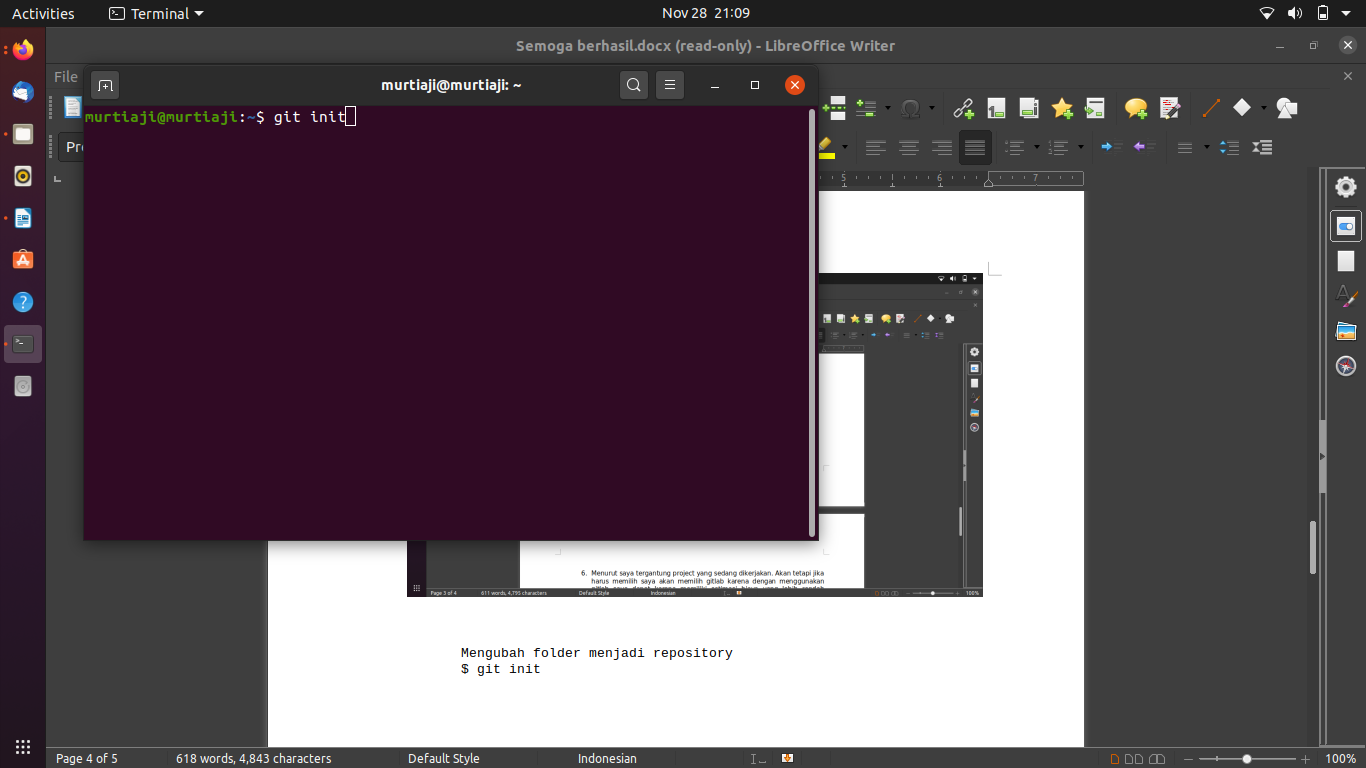 Activities
Terminal
Nov 28 21:09
Semoga berhasil.docx (read-only) - LibreOffice Writer
File
murtiaji@murtiaji: ~
murtiaji@murtiaji:~$ git init
5 6 7
6. Menurut saya tergantung project yang sedang dikerjakan. Akan tetapi jika
harus memilih saya akan memilih gitlab karena dengan menggunakan
Page 3 of 4 611 words, 4,795 characters Default Style Indonesian 100%
Mengubah folder menjadi repository
$ git init
Page 4 of 5 618 words, 4,843 characters Default Style Indonesian 100%